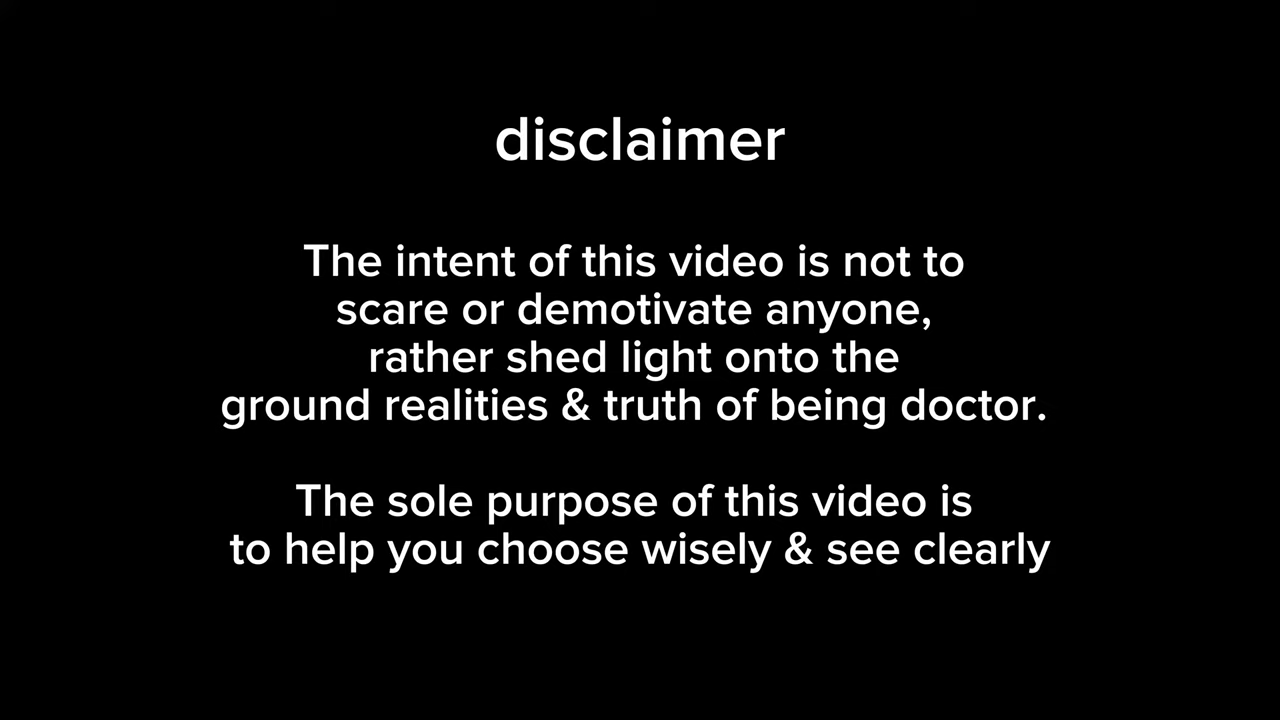 disclaimer
The intent of this video is not to
scare or demotivate anyone,
rather shed light onto the
ground realities & truth of being doctor.
The sole purpose of this video is
to help you choose wisely & see clearly